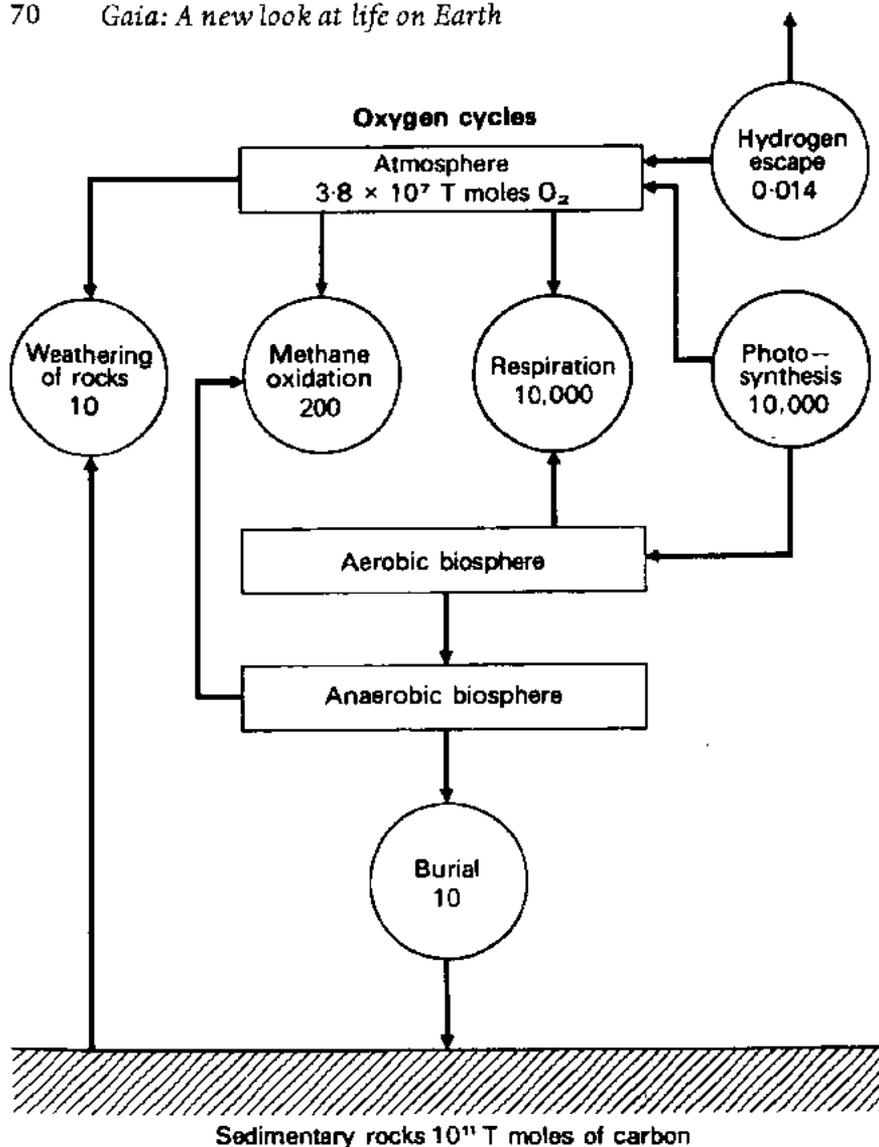 70 Gaia: A new look at life on Earth
Oxygen cycles
Atmosphere
3·8 × 10⁷ T moles O₂
Hydrogen
escape
0·014
Weathering
of rocks
10
Methane
oxidation
200
Respiration
10,000
Photo–
synthesis
10,000
Aerobic biosphere
Anaerobic biosphere
Burial
10
Sedimentary rocks 10¹¹ T moles of carbon